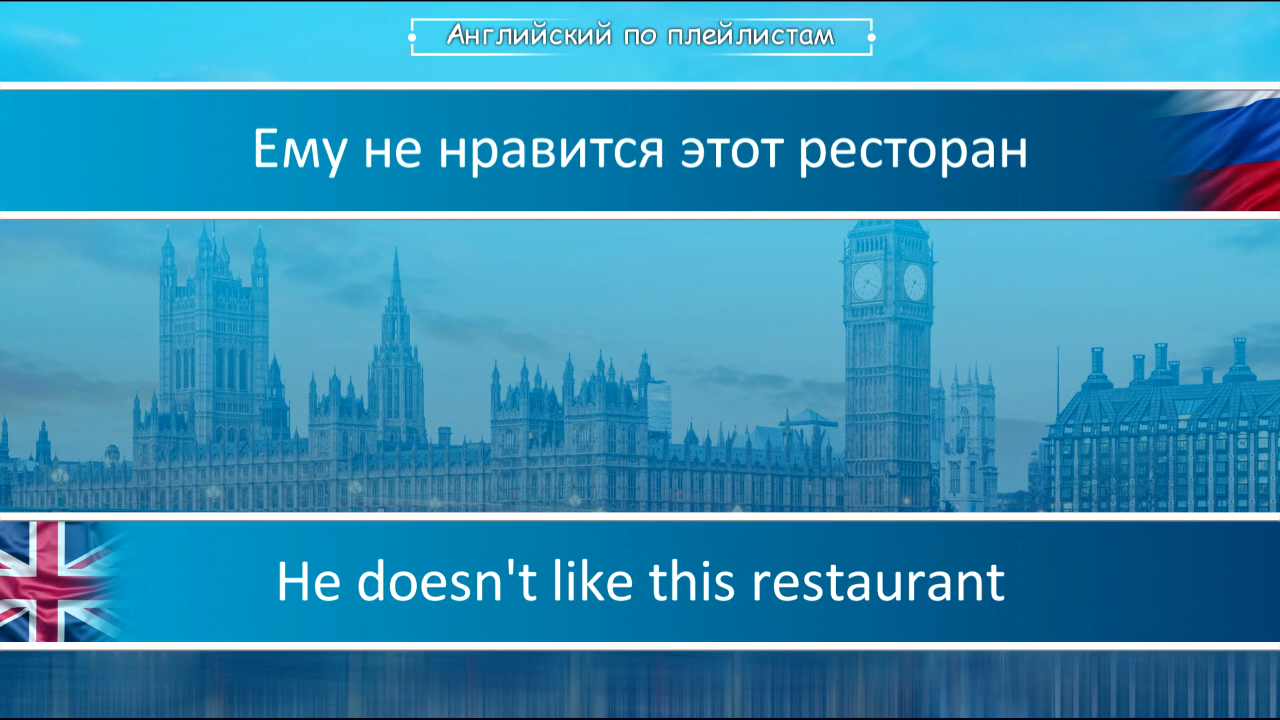 Английский по плейлистам
Ему не нравится этот ресторан
He doesn't like this restaurant